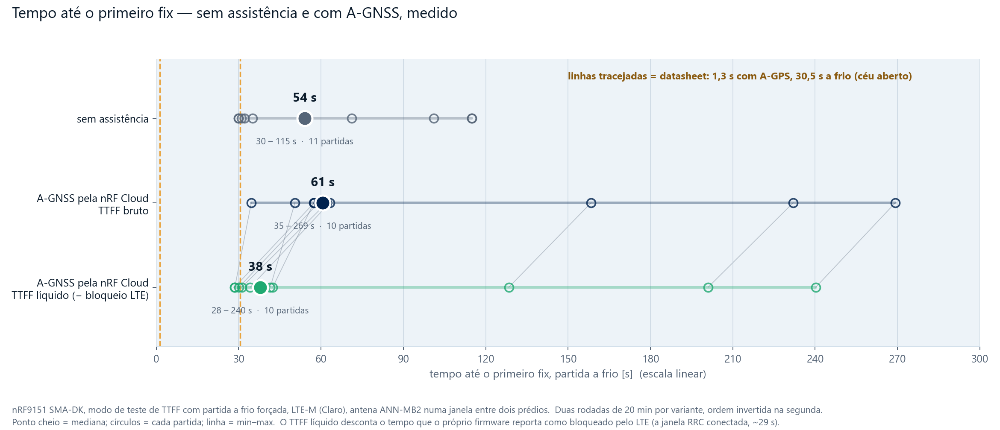 Tempo até o primeiro fix — sem assistência e com A-GNSS, medido
linhas tracejadas = datasheet: 1,3 s com A-GPS, 30,5 s a frio (céu aberto)
54 s
sem assistência
30 – 115 s · 11 partidas
61 s
A-GNSS pela nRF Cloud
TTFF bruto
35 – 269 s · 10 partidas
38 s
A-GNSS pela nRF Cloud
TTFF líquido (− bloqueio LTE)
28 – 240 s · 10 partidas
0 30 60 90 120 150 180 210 240 270 300
tempo até o primeiro fix, partida a frio [s] (escala linear)
nRF9151 SMA-DK, modo de teste de TTFF com partida a frio forçada, LTE-M (Claro), antena ANN-MB2 numa janela entre dois prédios. Duas rodadas de 20 min por variante, ordem invertida na segunda.
Ponto cheio = mediana; círculos = cada partida; linha = min–max. O TTFF líquido desconta o tempo que o próprio firmware reporta como bloqueado pelo LTE (a janela RRC conectada, ~29 s).